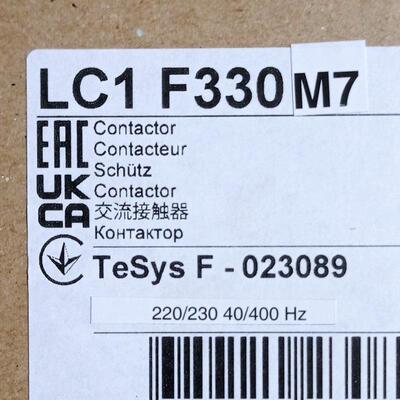 LC1 F330 M7
EAC
UK
CA
Contactor
Contacteur
Schütz
Contactor
交流接触器
Контактор
TeSys F - 023089
220/230 40/400 Hz